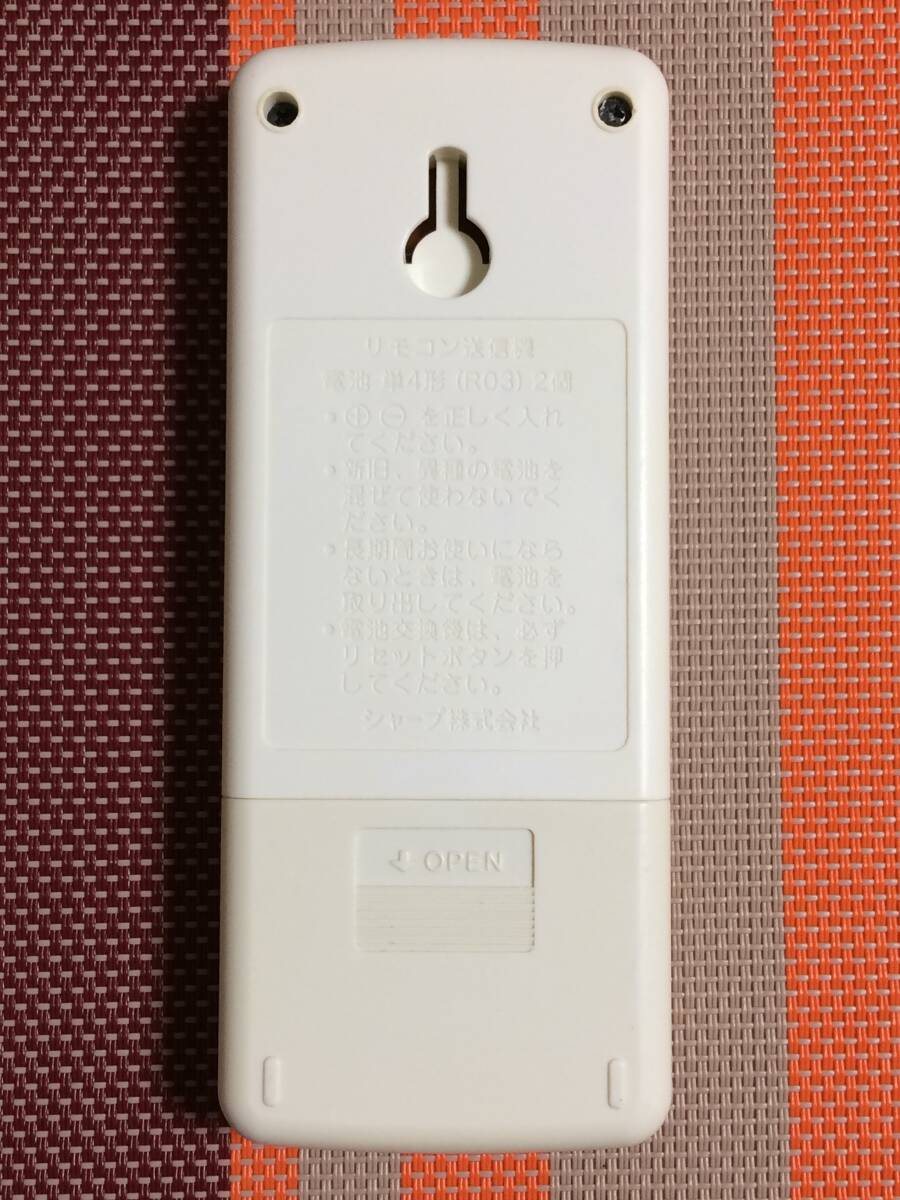 リモコン送信機
電池 単4形 (R03) 2個
・⊕ ⊖ を正しく入れ
てください。
・新旧、異種の電池を
混ぜて使わないでく
ださい。
・長期間お使いになら
ないときは、電池を
取り出してください。
・電池交換後は、必ず
リセットボタンを押
してください。
シャープ株式会社
OPEN